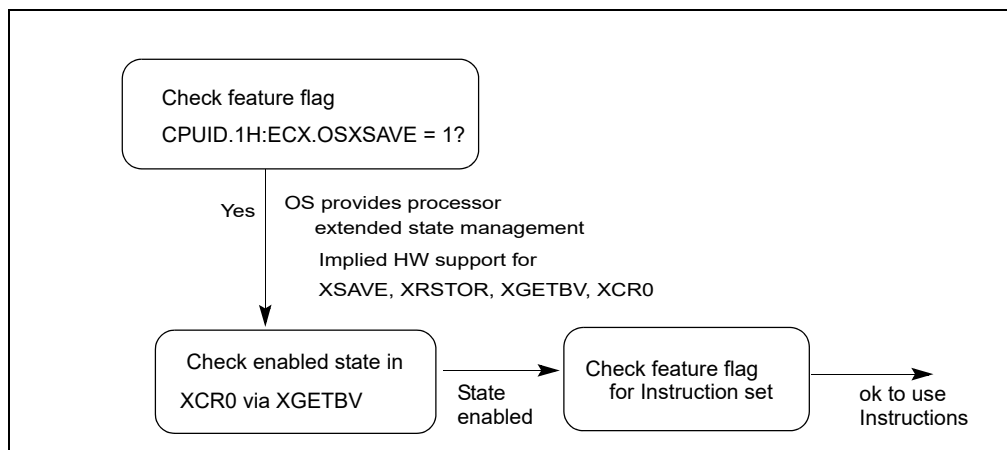 Check feature flag
CPUID.1H:ECX.OSXSAVE = 1?
Yes
OS provides processor
extended state management
Implied HW support for
XSAVE, XRSTOR, XGETBV, XCR0
Check enabled state in
XCR0 via XGETBV
State
enabled
Check feature flag
for Instruction set
ok to use
Instructions